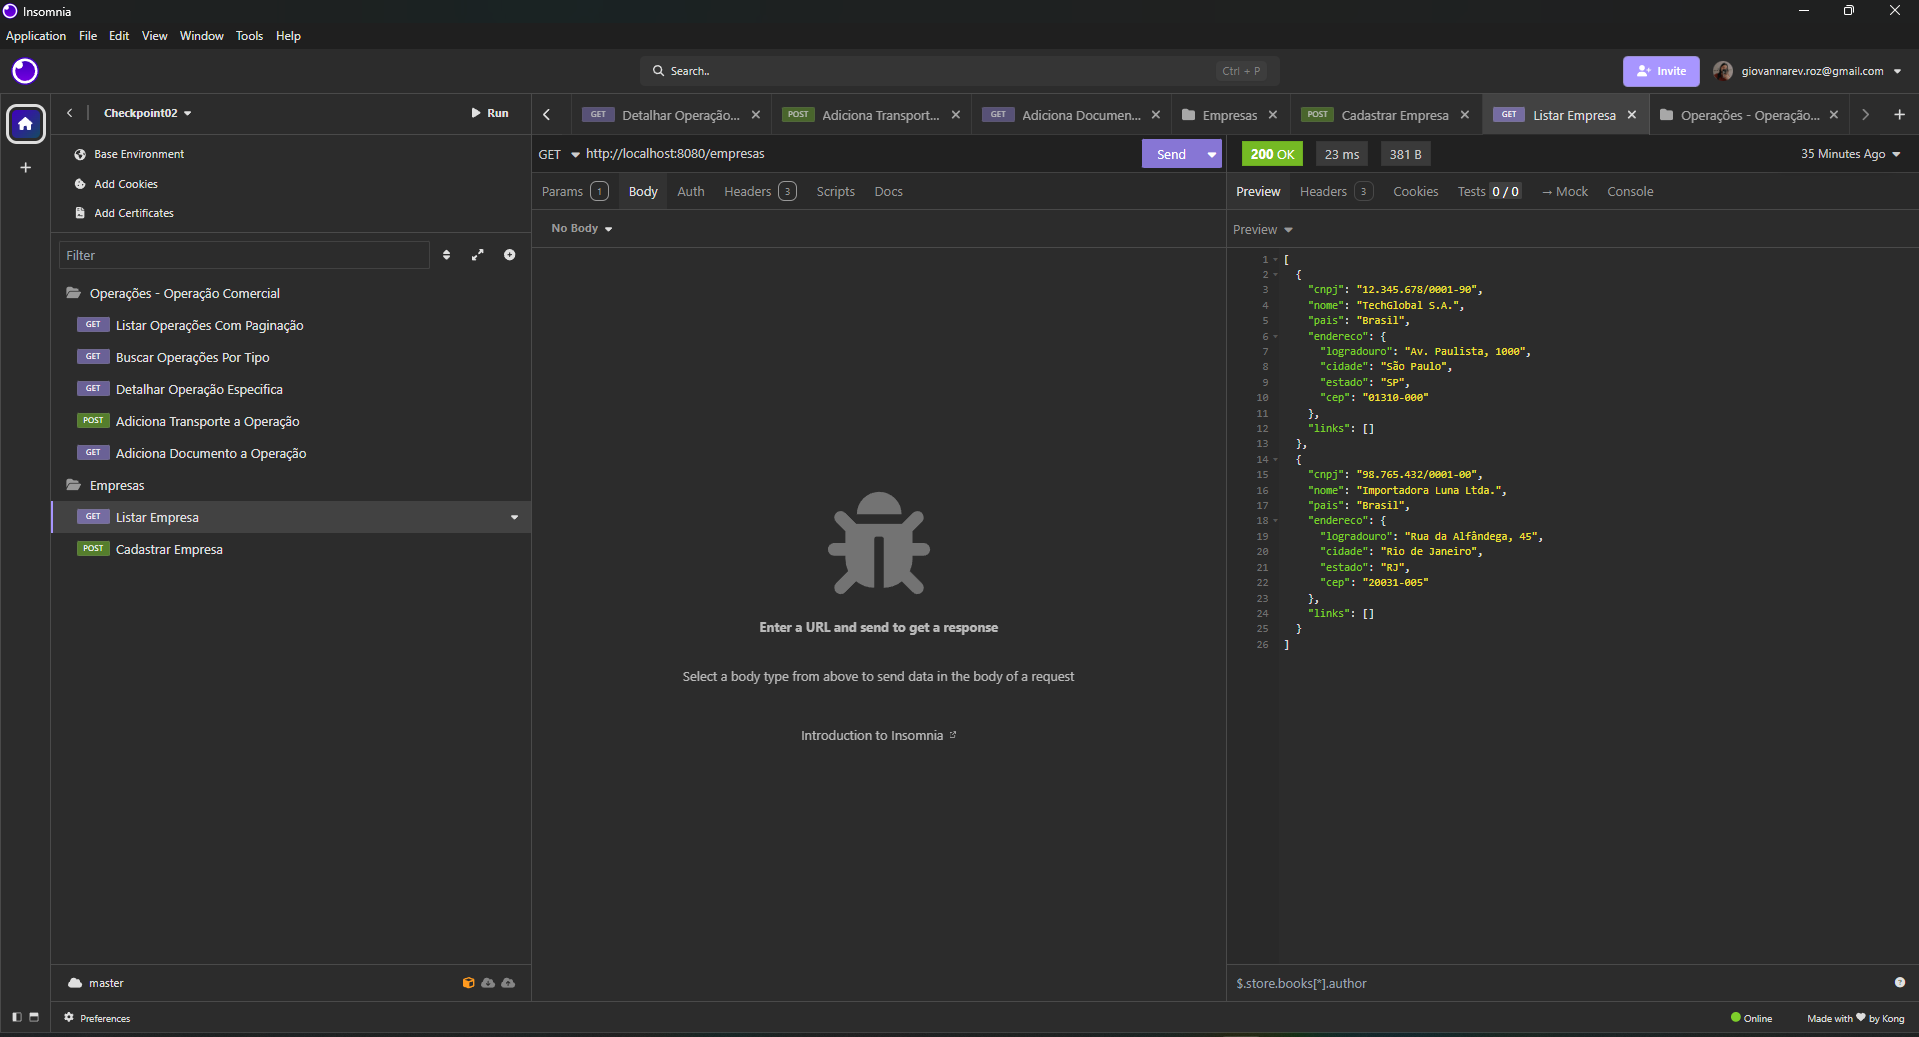 Insomnia
Application File Edit View Window Tools Help
Search.. Ctrl + P
Invite
giovannarev.roz@gmail.com
Checkpoint02
Run
Base Environment
Add Cookies
Add Certificates
Filter
Operações - Operação Comercial
GET Listar Operações Com Paginação
GET Buscar Operações Por Tipo
GET Detalhar Operação Especifica
POST Adiciona Transporte a Operação
GET Adiciona Documento a Operação
Empresas
GET Listar Empresa
POST Cadastrar Empresa
master
Preferences
GET Detalhar Operação...
POST Adiciona Transport...
GET Adiciona Documen...
Empresas
POST Cadastrar Empresa
GET Listar Empresa
Operações - Operação...
GET http://localhost:8080/empresas
Send
Params 1 Body Auth Headers 3 Scripts Docs
No Body
Enter a URL and send to get a response
Select a body type from above to send data in the body of a request
Introduction to Insomnia
200 OK 23 ms 381 B 35 Minutes Ago
Preview Headers 3 Cookies Tests 0 / 0 → Mock Console
Preview
1 [
2 {
3 "cnpj": "12.345.678/0001-90",
4 "nome": "TechGlobal S.A.",
5 "pais": "Brasil",
6 "endereco": {
7 "logradouro": "Av. Paulista, 1000",
8 "cidade": "São Paulo",
9 "estado": "SP",
10 "cep": "01310-000"
11 },
12 "links": []
13 },
14 {
15 "cnpj": "98.765.432/0001-00",
16 "nome": "Importadora Luna Ltda.",
17 "pais": "Brasil",
18 "endereco": {
19 "logradouro": "Rua da Alfândega, 45",
20 "cidade": "Rio de Janeiro",
21 "estado": "RJ",
22 "cep": "20031-005"
23 },
24 "links": []
25 }
26 ]
$.store.books[*].author
Online
Made with ♥ by Kong